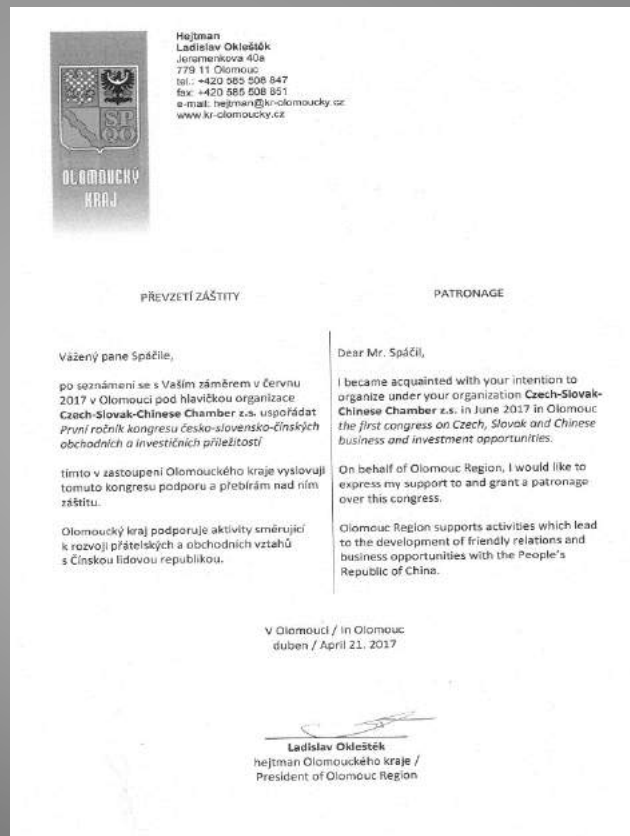 Hejtman
Ladislav Okleštěk
Jeremenkova 40a
779 11 Olomouc
tel.: +420 585 508 847
fax: +420 585 508 851
e-mail: hejtman@kr-olomoucky.cz
www.kr-olomoucky.cz
OLOMOUCKÝ
KRAJ
PŘEVZETÍ ZÁŠTITY
Vážený pane Spáčile,
po seznámení se s Vaším záměrem v červnu
2017 v Olomouci pod hlavičkou organizace
Czech-Slovak-Chinese Chamber z.s. uspořádat
První ročník kongresu česko-slovensko-čínských
obchodních a investičních příležitostí
tímto v zastoupení Olomouckého kraje vyslovuji
tomuto kongresu podporu a přebírám nad ním
záštitu.
Olomoucký kraj podporuje aktivity směrující
k rozvoji přátelských a obchodních vztahů
s Čínskou lidovou republikou.
PATRONAGE
Dear Mr. Spáčil,
I became acquainted with your intention to
organize under your organization Czech-Slovak-
Chinese Chamber z.s. in June 2017 in Olomouc
the first congress on Czech, Slovak and Chinese
business and investment opportunities.
On behalf of Olomouc Region, I would like to
express my support to and grant a patronage
over this congress.
Olomouc Region supports activities which lead
to the development of friendly relations and
business opportunities with the People's
Republic of China.
V Olomouci / In Olomouc
duben / April 21, 2017
Ladislav Okleštěk
hejtman Olomouckého kraje /
President of Olomouc Region